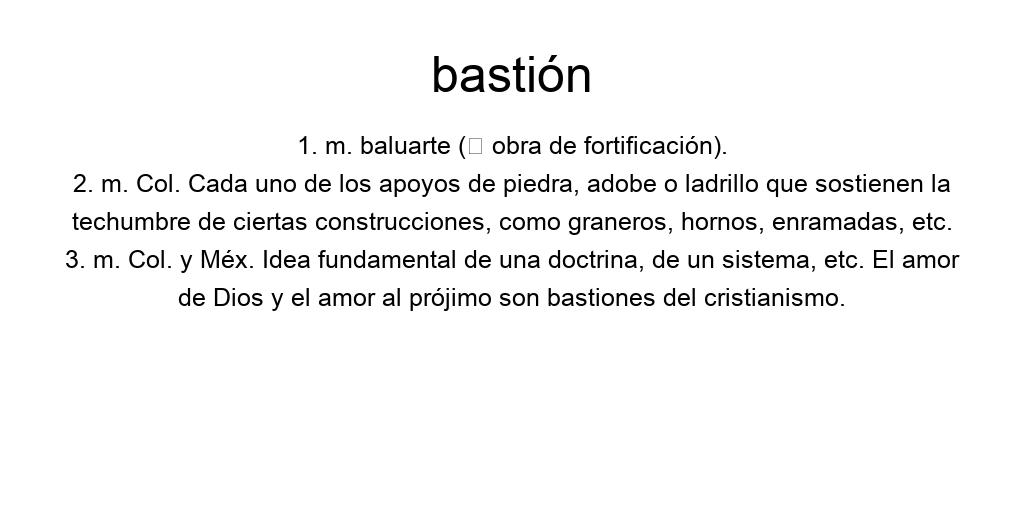 bastión
1. m. baluarte (□ obra de fortificación).
2. m. Col. Cada uno de los apoyos de piedra, adobe o ladrillo que sostienen la
techumbre de ciertas construcciones, como graneros, hornos, enramadas, etc.
3. m. Col. y Méx. Idea fundamental de una doctrina, de un sistema, etc. El amor
de Dios y el amor al prójimo son bastiones del cristianismo.